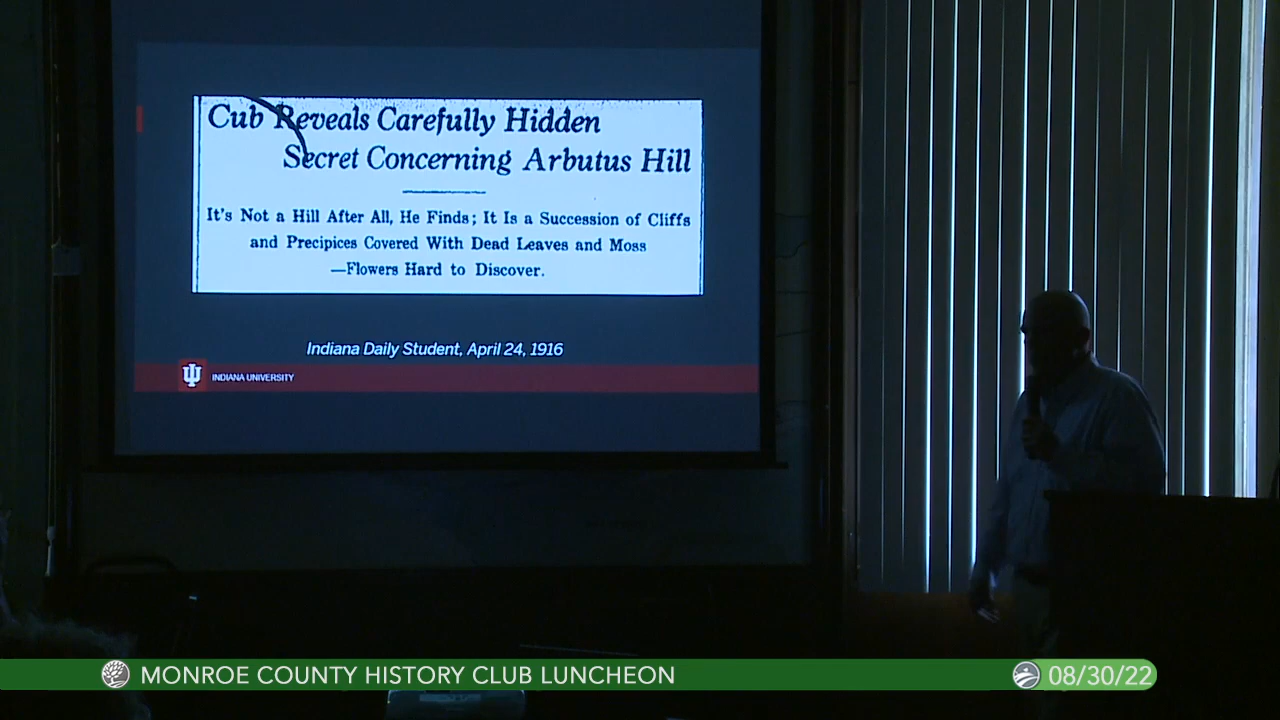 Cub Reveals Carefully Hidden
Secret Concerning Arbutus Hill
It's Not a Hill After All, He Finds; It Is a Succession of Cliffs
and Precipices Covered With Dead Leaves and Moss
—Flowers Hard to Discover.
Indiana Daily Student, April 24, 1916
INDIANA UNIVERSITY
MONROE COUNTY HISTORY CLUB LUNCHEON
08/30/22